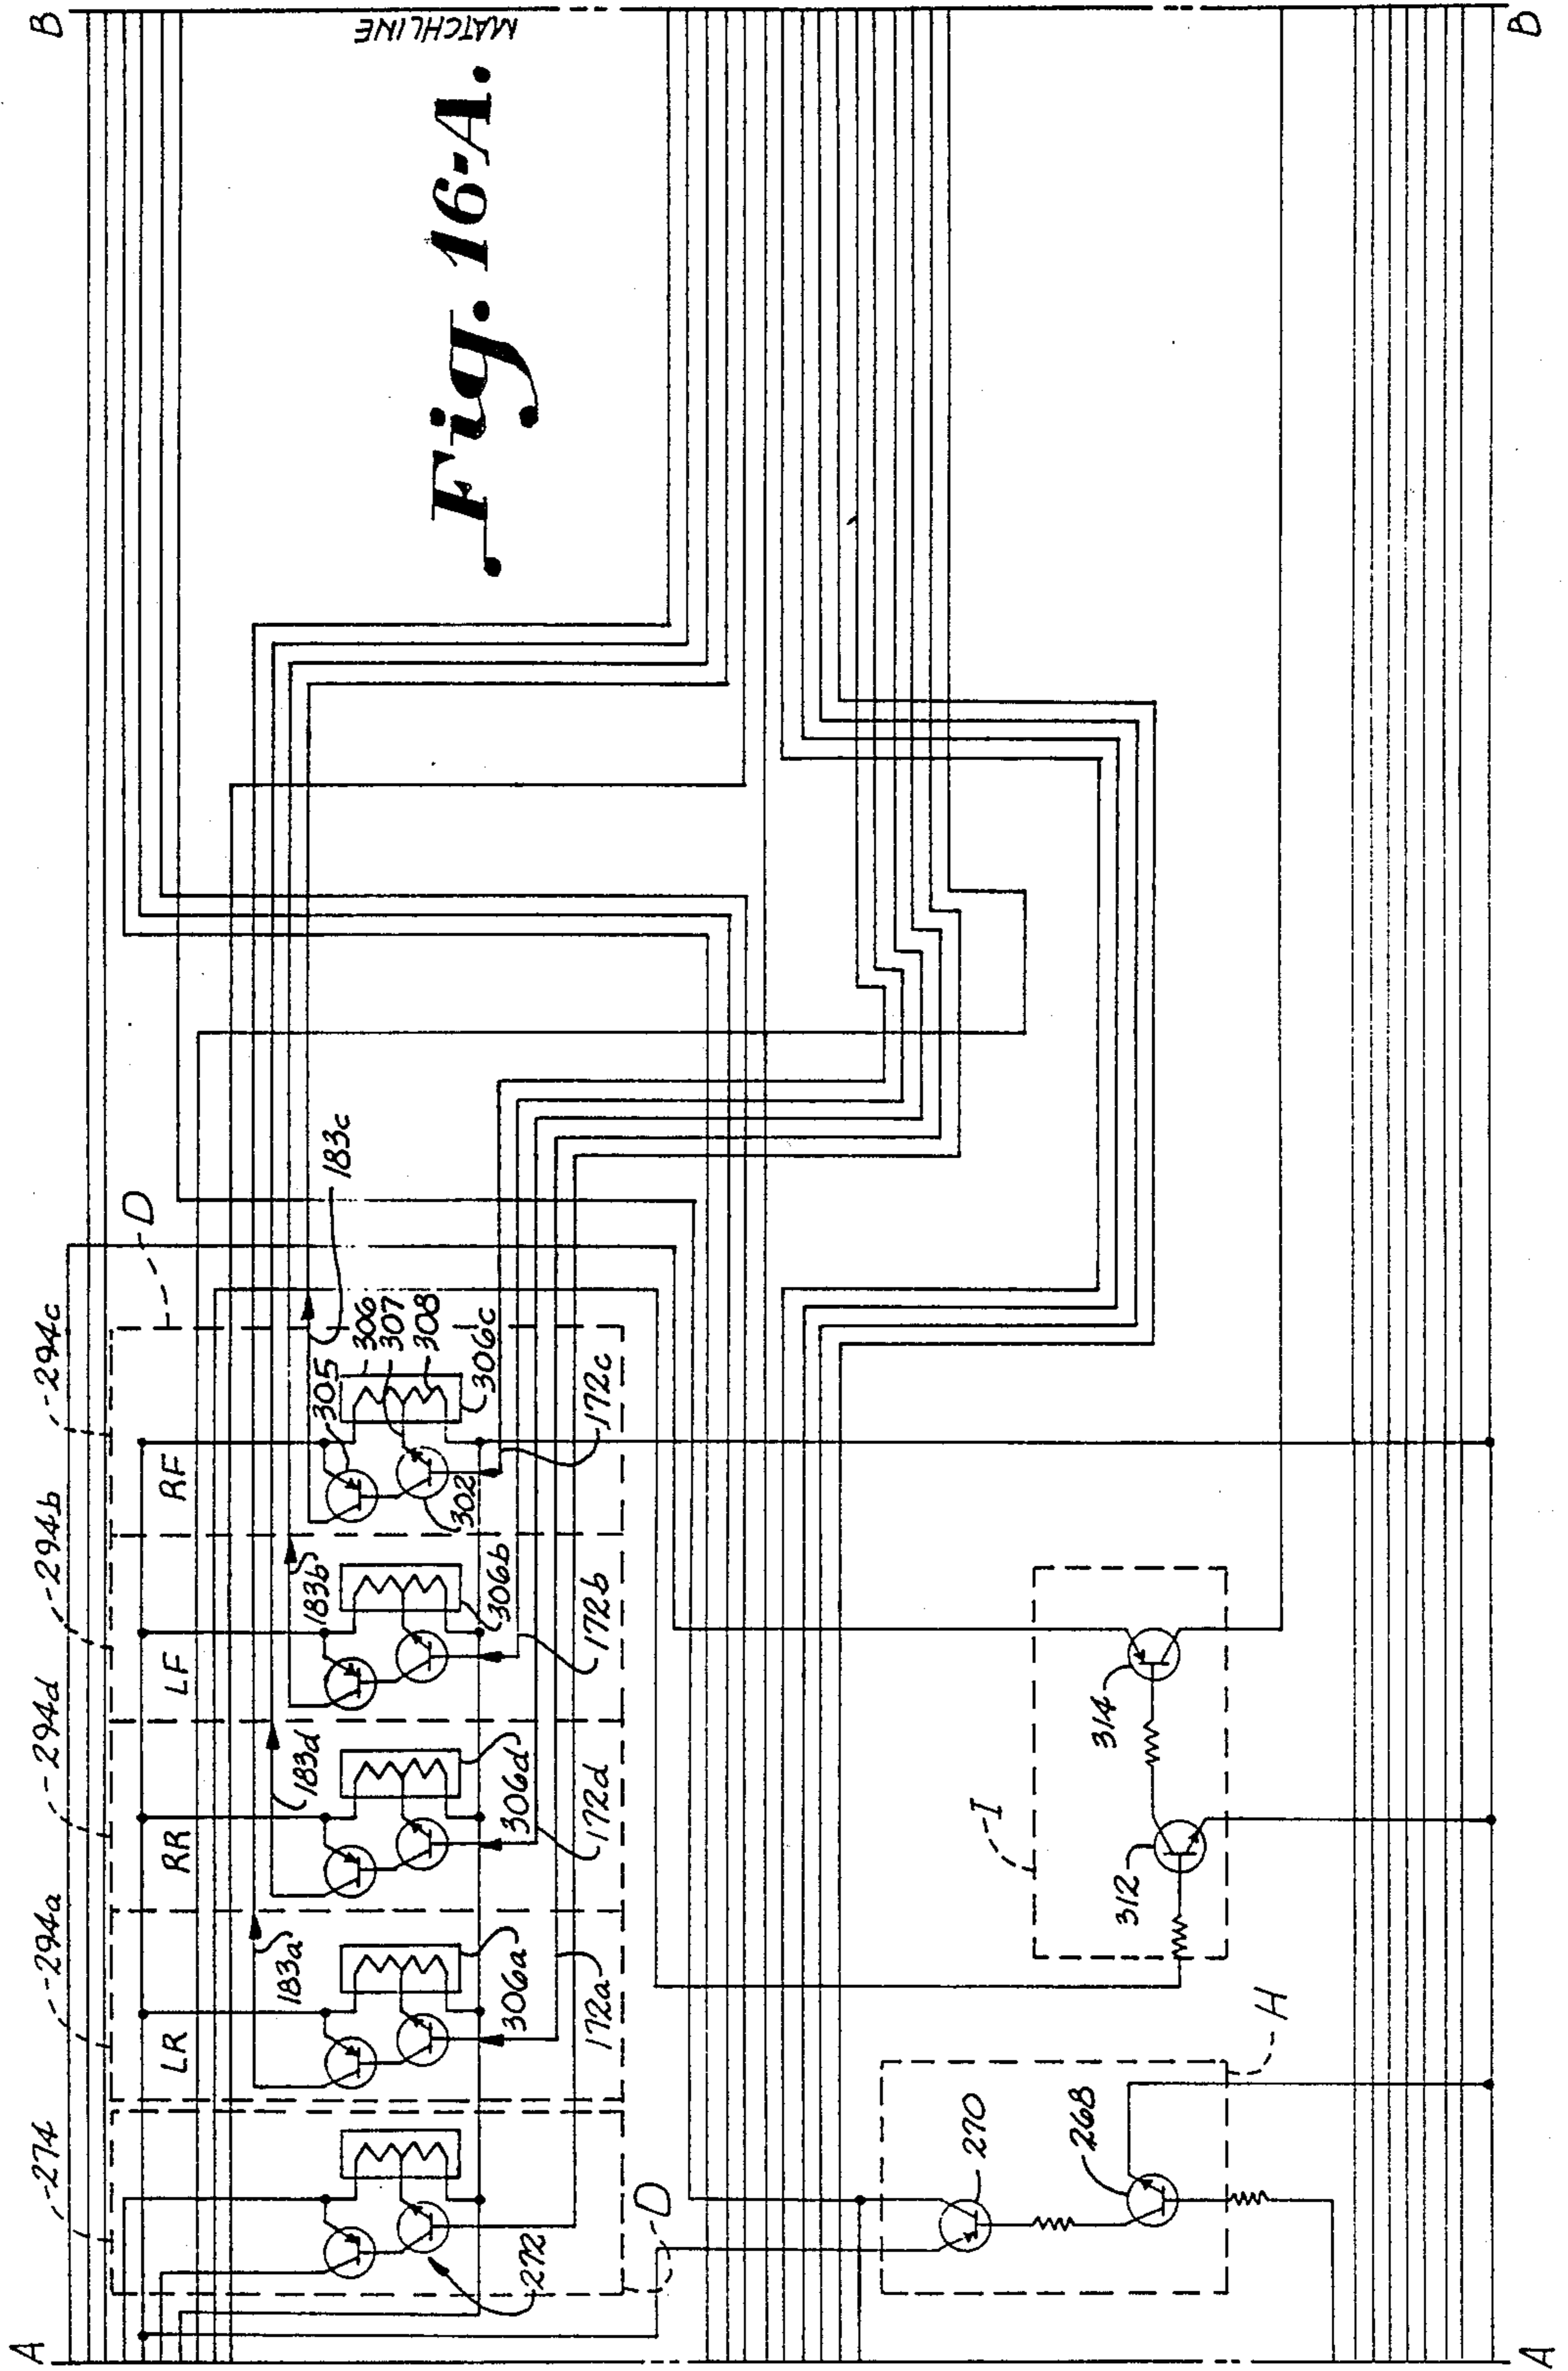 A
B
274
294a
294d
294b
294c
D
LR
RR
LF
RF
183a
183d
183b
183c
305
306
307
308
302
306a
306d
306b
306c
172a
172d
172b
172c
272
D
MATCHLINE
Fig. 16-A.
270
268
H
312
314
I
A
B